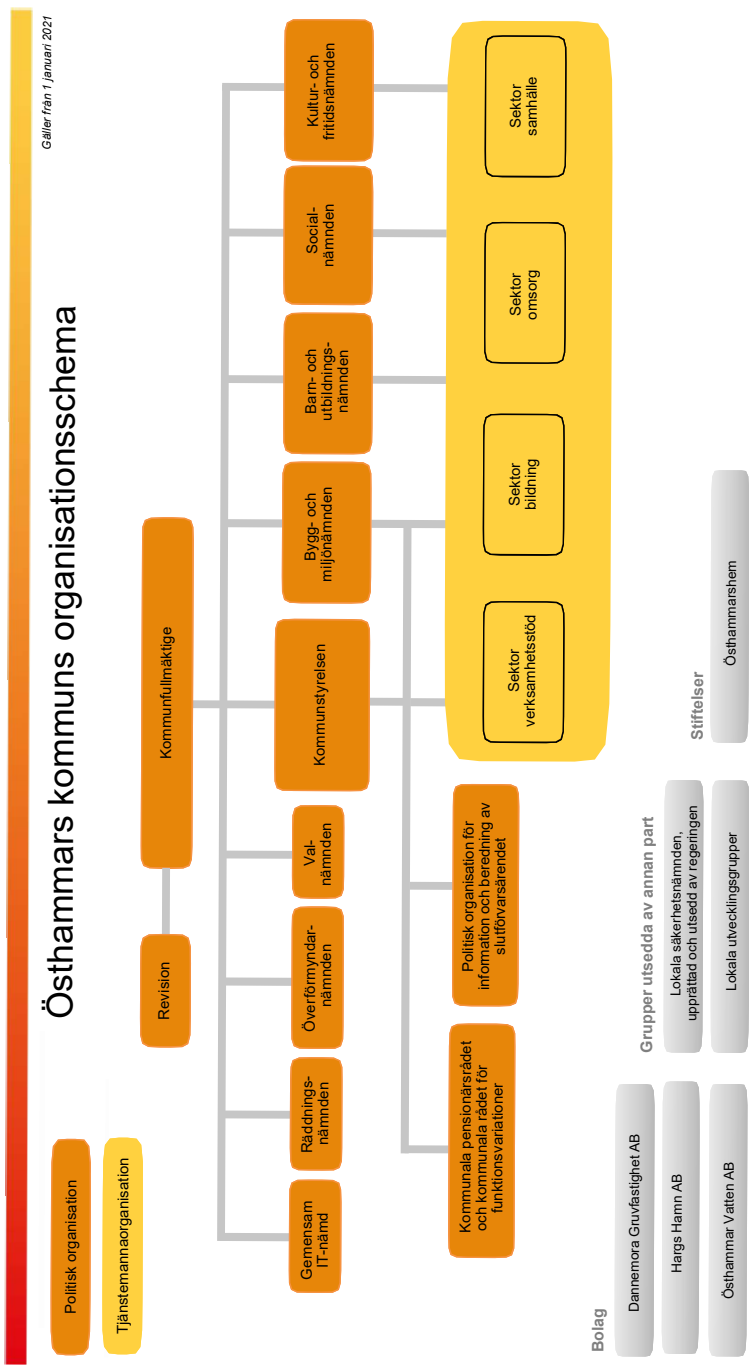 Gäller från 1 januari 2021
Östhammars kommuns organisationsschema
Politisk organisation
Tjänstemannaorganisation
Revision
Kommunfullmäktige
Gemensam
IT-nämd
Räddnings-
nämnden
Överförmyndar-
nämnden
Val-
nämnden
Kommunstyrelsen
Bygg- och
miljönämnden
Barn- och
utbildnings-
nämnden
Social-
nämnden
Kultur- och
fritidsnämnden
Kommunala pensionärsrådet
och kommunala rådet för
funktionsvariationer
Politisk organisation för
information och beredning av
slutförvarsärendet
Sektor
verksamhetsstöd
Sektor
bildning
Sektor
omsorg
Sektor
samhälle
Bolag
Dannemora Gruvfastighet AB
Hargs Hamn AB
Östhammar Vatten AB
Grupper utsedda av annan part
Lokala säkerhetsnämnden,
upprättad och utsedd av regeringen
Lokala utvecklingsgrupper
Stiftelser
Östhammarshem